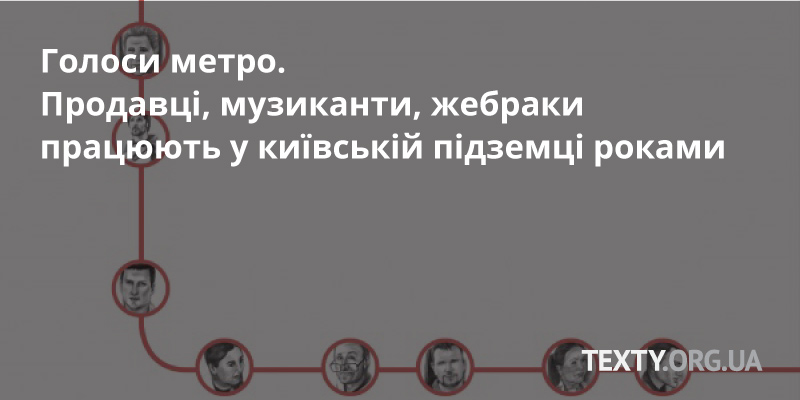 Голоси метро.
Продавці, музиканти, жебраки
працюють у київській підземці роками
TEXTY.ORG.UA